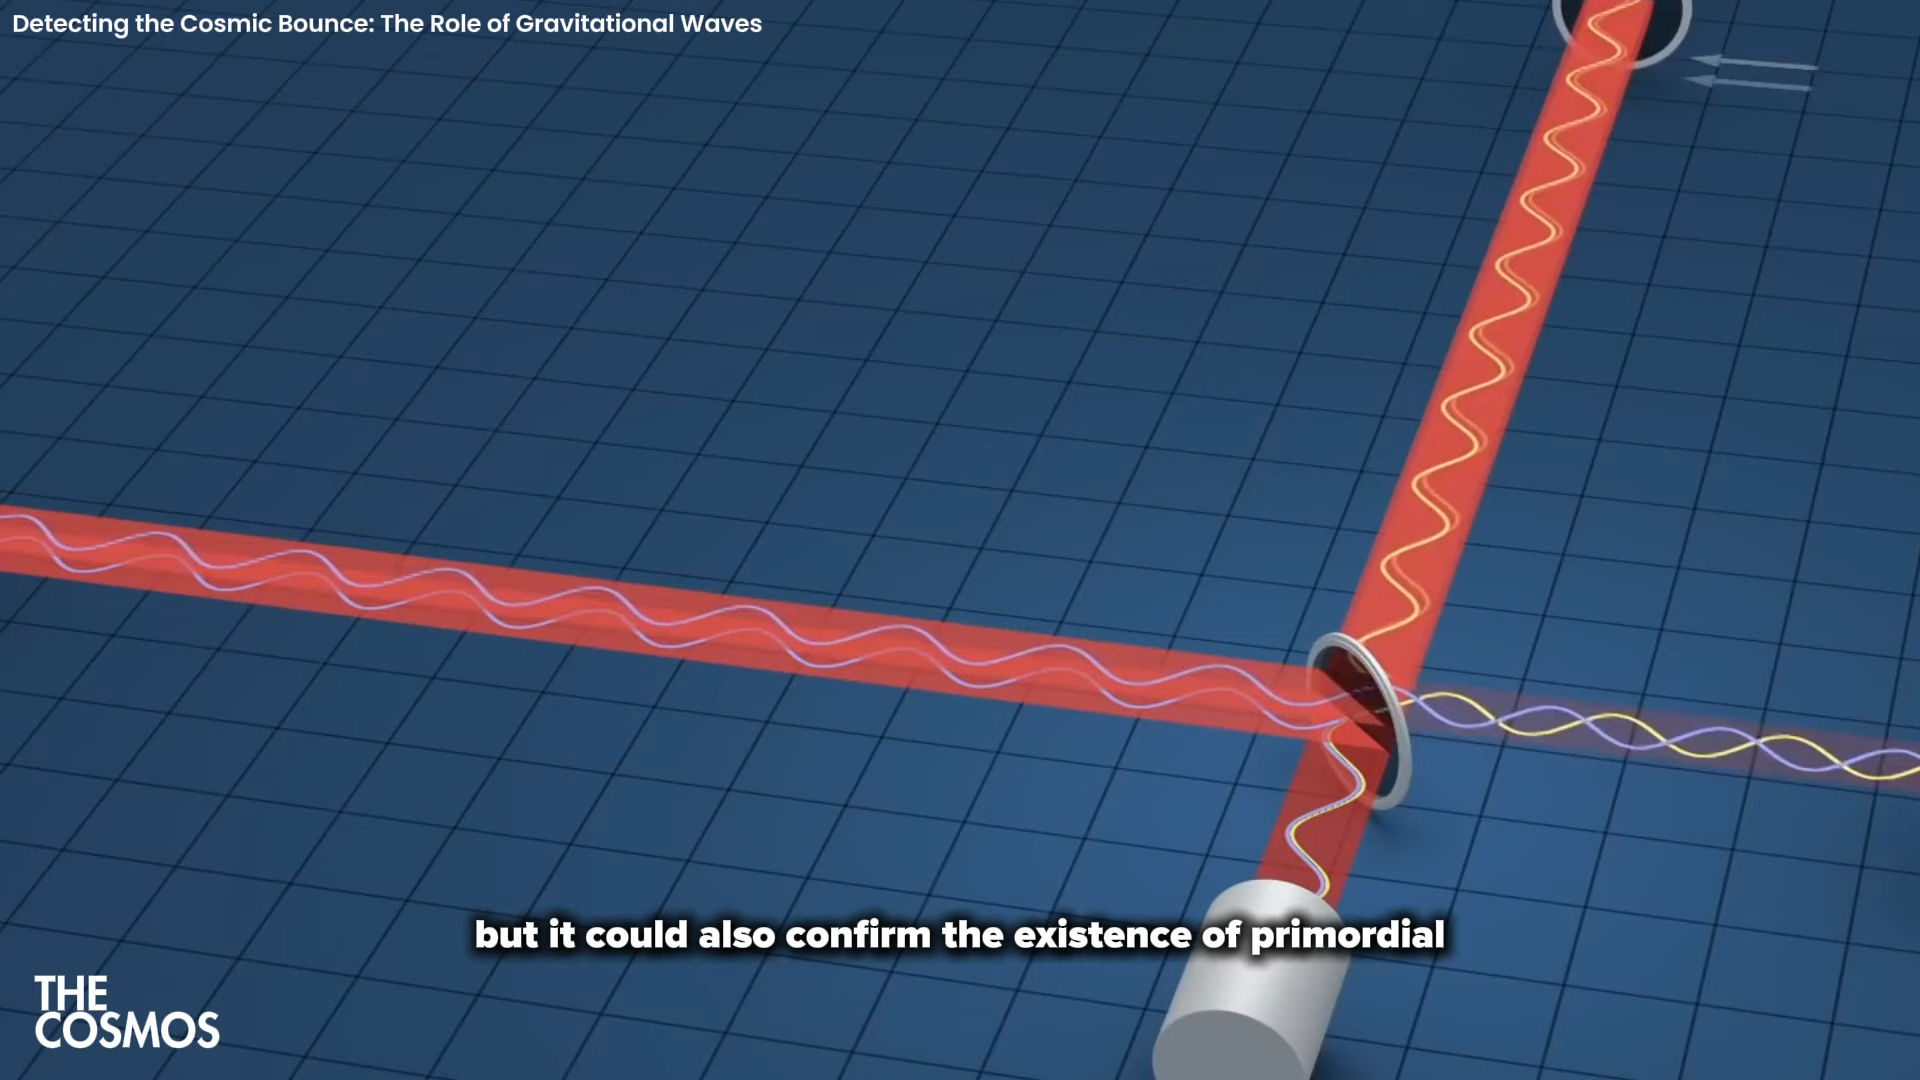 Detecting the Cosmic Bounce: The Role of Gravitational Waves
but it could also confirm the existence of primordial
THE
COSMOS